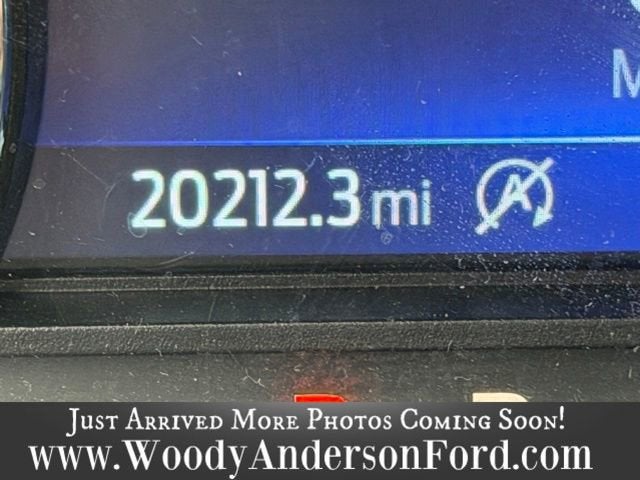 M
20212.3 mi A
Just Arrived More Photos Coming Soon!
www.WoodyAndersonFord.com